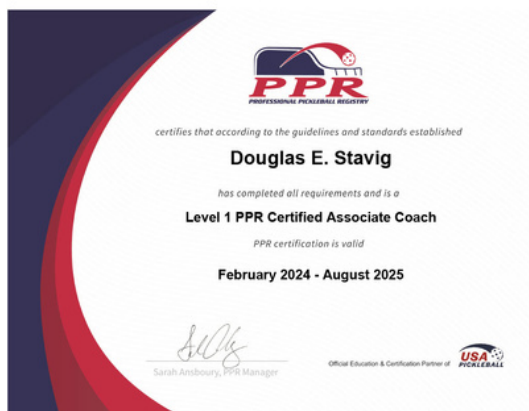 PPR
PROFESSIONAL PICKLEBALL REGISTRY
certifies that according to the guidelines and standards established
Douglas E. Stavig
has completed all requirements and is a
Level 1 PPR Certified Associate Coach
PPR certification is valid
February 2024 - August 2025
Sarah Ansboury, PPR Manager
Official Education & Certification Partner of
USA
PICKLEBALL